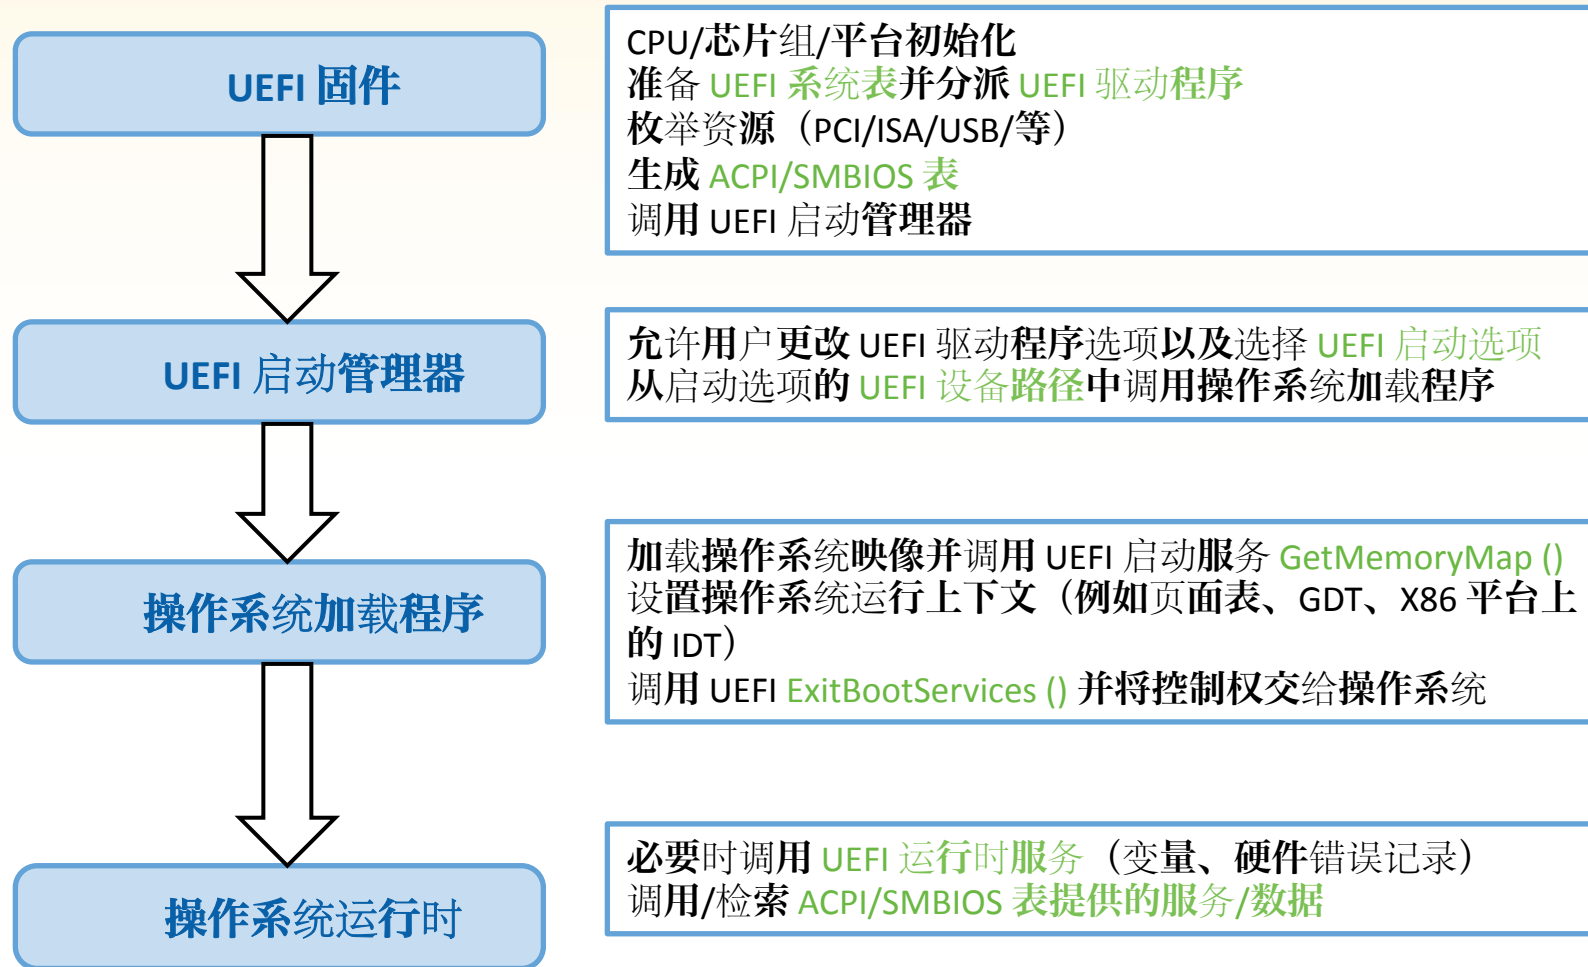 UEFI 固件
CPU/芯片组/平台初始化
准备 UEFI 系统表并分派 UEFI 驱动程序
枚举资源（PCI/ISA/USB/等）
生成 ACPI/SMBIOS 表
调用 UEFI 启动管理器
UEFI 启动管理器
允许用户更改 UEFI 驱动程序选项以及选择 UEFI 启动选项
从启动选项的 UEFI 设备路径中调用操作系统加载程序
操作系统加载程序
加载操作系统映像并调用 UEFI 启动服务 GetMemoryMap ()
设置操作系统运行上下文（例如页面表、GDT、X86 平台上
的 IDT）
调用 UEFI ExitBootServices () 并将控制权交给操作系统
操作系统运行时
必要时调用 UEFI 运行时服务（变量、硬件错误记录）
调用/检索 ACPI/SMBIOS 表提供的服务/数据